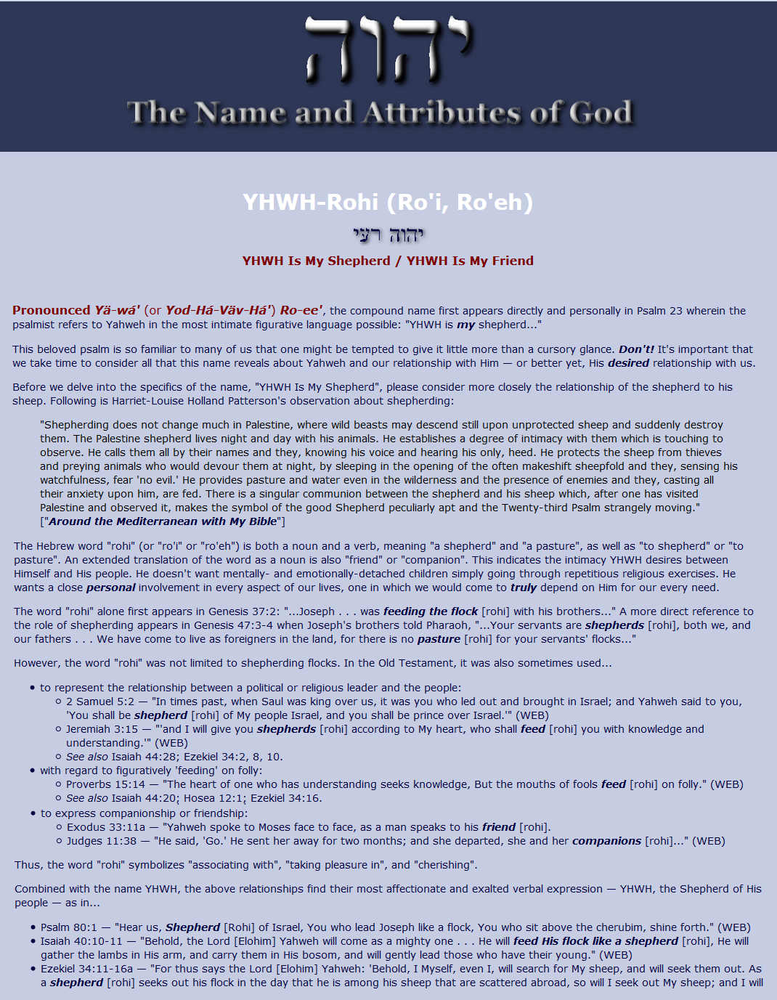 יהוה
The Name and Attributes of God
YHWH-Rohi (Ro'i, Ro'eh)
יהוה רעי
YHWH Is My Shepherd / YHWH Is My Friend
Pronounced Yä-wá' (or Yod-Há-Väv-Há') Ro-ee', the compound name first appears directly and personally in Psalm 23 wherein the
psalmist refers to Yahweh in the most intimate figurative language possible: "YHWH is my shepherd..."
This beloved psalm is so familiar to many of us that one might be tempted to give it little more than a cursory glance. Don't! It's important that
we take time to consider all that this name reveals about Yahweh and our relationship with Him — or better yet, His desired relationship with us.
Before we delve into the specifics of the name, "YHWH Is My Shepherd", please consider more closely the relationship of the shepherd to his
sheep. Following is Harriet-Louise Holland Patterson's observation about shepherding:
"Shepherding does not change much in Palestine, where wild beasts may descend still upon unprotected sheep and suddenly destroy
them. The Palestine shepherd lives night and day with his animals. He establishes a degree of intimacy with them which is touching to
observe. He calls them all by their names and they, knowing his voice and hearing his only, heed. He protects the sheep from thieves
and preying animals who would devour them at night, by sleeping in the opening of the often makeshift sheepfold and they, sensing his
watchfulness, fear 'no evil.' He provides pasture and water even in the wilderness and the presence of enemies and they, casting all
their anxiety upon him, are fed. There is a singular communion between the shepherd and his sheep which, after one has visited
Palestine and observed it, makes the symbol of the good Shepherd peculiarly apt and the Twenty-third Psalm strangely moving."
["Around the Mediterranean with My Bible"]
The Hebrew word "rohi" (or "ro'i" or "ro'eh") is both a noun and a verb, meaning "a shepherd" and "a pasture", as well as "to shepherd" or "to
pasture". An extended translation of the word as a noun is also "friend" or "companion". This indicates the intimacy YHWH desires between
Himself and His people. He doesn't want mentally- and emotionally-detached children simply going through repetitious religious exercises. He
wants a close personal involvement in every aspect of our lives, one in which we would come to truly depend on Him for our every need.
The word "rohi" alone first appears in Genesis 37:2: "...Joseph . . . was feeding the flock [rohi] with his brothers..." A more direct reference to
the role of shepherding appears in Genesis 47:3-4 when Joseph's brothers told Pharaoh, "...Your servants are shepherds [rohi], both we, and
our fathers . . . We have come to live as foreigners in the land, for there is no pasture [rohi] for your servants' flocks..."
However, the word "rohi" was not limited to shepherding flocks. In the Old Testament, it was also sometimes used...
• to represent the relationship between a political or religious leader and the people:
○ 2 Samuel 5:2 — "In times past, when Saul was king over us, it was you who led out and brought in Israel; and Yahweh said to you,
'You shall be shepherd [rohi] of My people Israel, and you shall be prince over Israel.'" (WEB)
○ Jeremiah 3:15 — "'and I will give you shepherds [rohi] according to My heart, who shall feed [rohi] you with knowledge and
understanding.'" (WEB)
○ See also Isaiah 44:28; Ezekiel 34:2, 8, 10.
• with regard to figuratively 'feeding' on folly:
○ Proverbs 15:14 — "The heart of one who has understanding seeks knowledge, But the mouths of fools feed [rohi] on folly." (WEB)
○ See also Isaiah 44:20; Hosea 12:1; Ezekiel 34:16.
• to express companionship or friendship:
○ Exodus 33:11a — "Yahweh spoke to Moses face to face, as a man speaks to his friend [rohi].
○ Judges 11:38 — "He said, 'Go.' He sent her away for two months; and she departed, she and her companions [rohi]..." (WEB)
Thus, the word "rohi" symbolizes "associating with", "taking pleasure in", and "cherishing".
Combined with the name YHWH, the above relationships find their most affectionate and exalted verbal expression — YHWH, the Shepherd of His
people — as in...
• Psalm 80:1 — "Hear us, Shepherd [Rohi] of Israel, You who lead Joseph like a flock, You who sit above the cherubim, shine forth." (WEB)
• Isaiah 40:10-11 — "Behold, the Lord [Elohim] Yahweh will come as a mighty one . . . He will feed His flock like a shepherd [rohi], He will
gather the lambs in His arm, and carry them in His bosom, and will gently lead those who have their young." (WEB)
• Ezekiel 34:11-16a — "For thus says the Lord [Elohim] Yahweh: 'Behold, I Myself, even I, will search for My sheep, and will seek them out. As
a shepherd [rohi] seeks out his flock in the day that he is among his sheep that are scattered abroad, so will I seek out My sheep; and I will